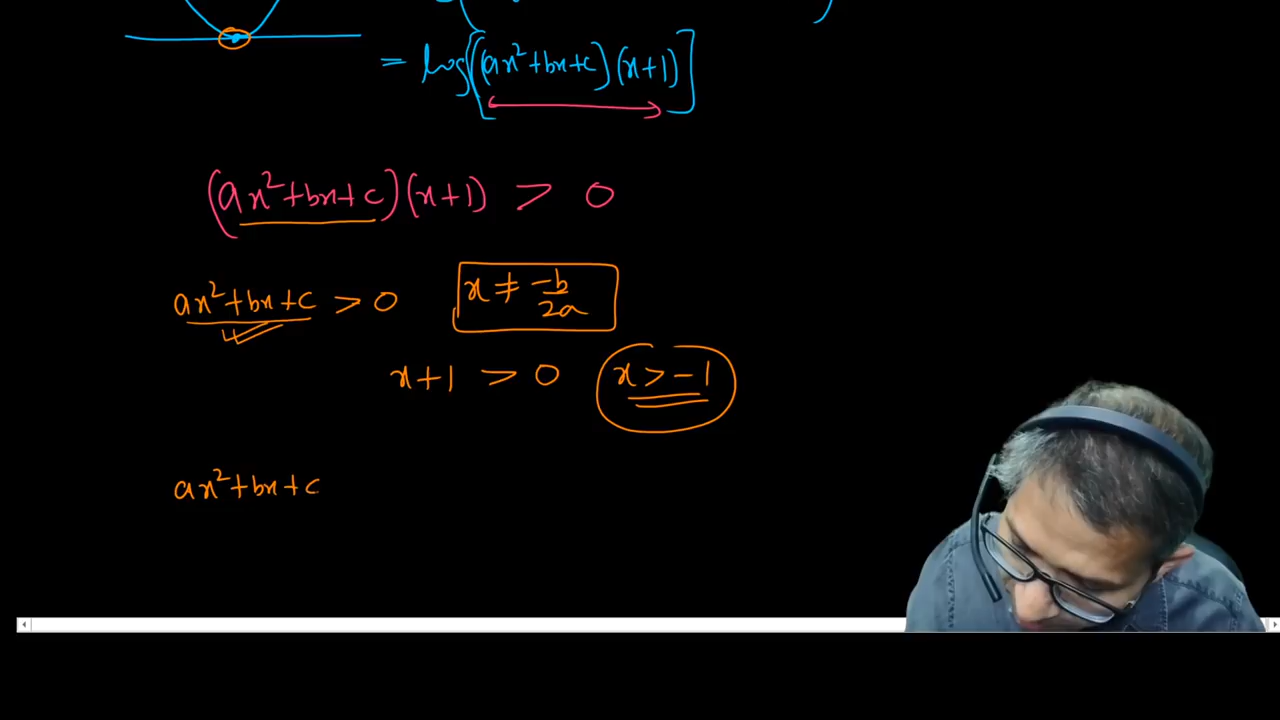 = log[(ax²+bx+c)(x+1)]
(ax²+bx+c)(x+1) > 0
ax²+bx+c > 0 x ≠ -b/2a
x+1 > 0 x > -1
ax²+bx+c